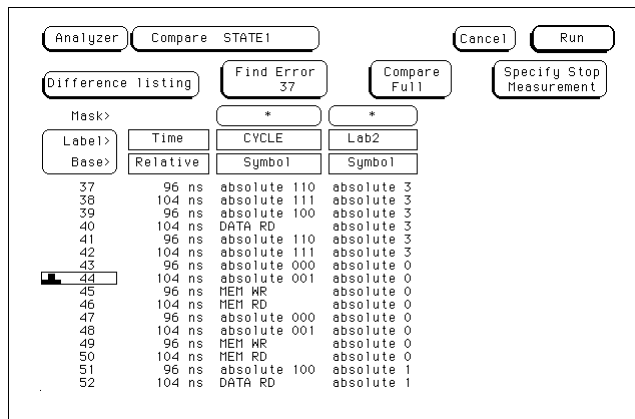 Analyzer Compare STATE1 Cancel Run
Difference listing Find Error 37 Compare Full Specify Stop Measurement
Mask> * *
Label> Time CYCLE Lab2
Base> Relative Symbol Symbol
37 96 ns absolute 110 absolute 3
38 104 ns absolute 111 absolute 3
39 96 ns absolute 100 absolute 3
40 104 ns DATA RD absolute 3
41 96 ns absolute 110 absolute 3
42 104 ns absolute 111 absolute 3
43 96 ns absolute 000 absolute 0
44 104 ns absolute 001 absolute 0
45 96 ns MEM WR absolute 0
46 104 ns MEM RD absolute 0
47 96 ns absolute 000 absolute 0
48 104 ns absolute 001 absolute 0
49 96 ns MEM WR absolute 0
50 104 ns MEM RD absolute 0
51 96 ns absolute 100 absolute 1
52 104 ns DATA RD absolute 1